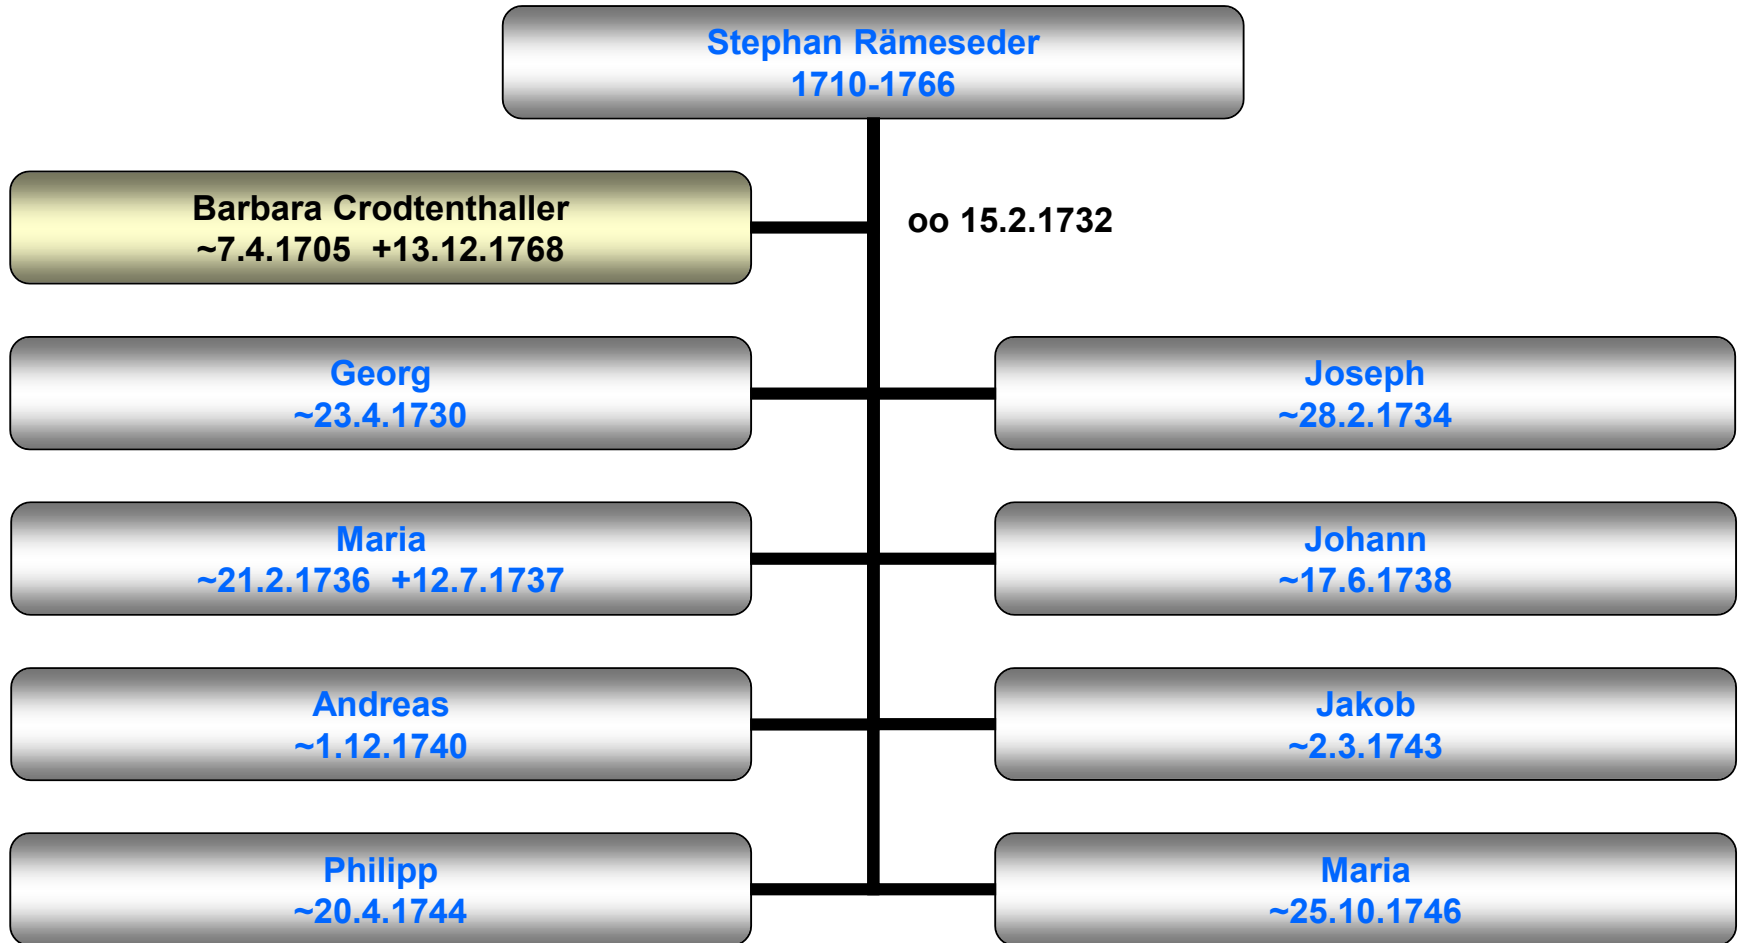 Stephan Rämeseder
1710-1766
Barbara Crodtenthaller
~7.4.1705  +13.12.1768
oo 15.2.1732
Georg
~23.4.1730
Joseph
~28.2.1734
Maria
~21.2.1736  +12.7.1737
Johann
~17.6.1738
Andreas
~1.12.1740
Jakob
~2.3.1743
Philipp
~20.4.1744
Maria
~25.10.1746